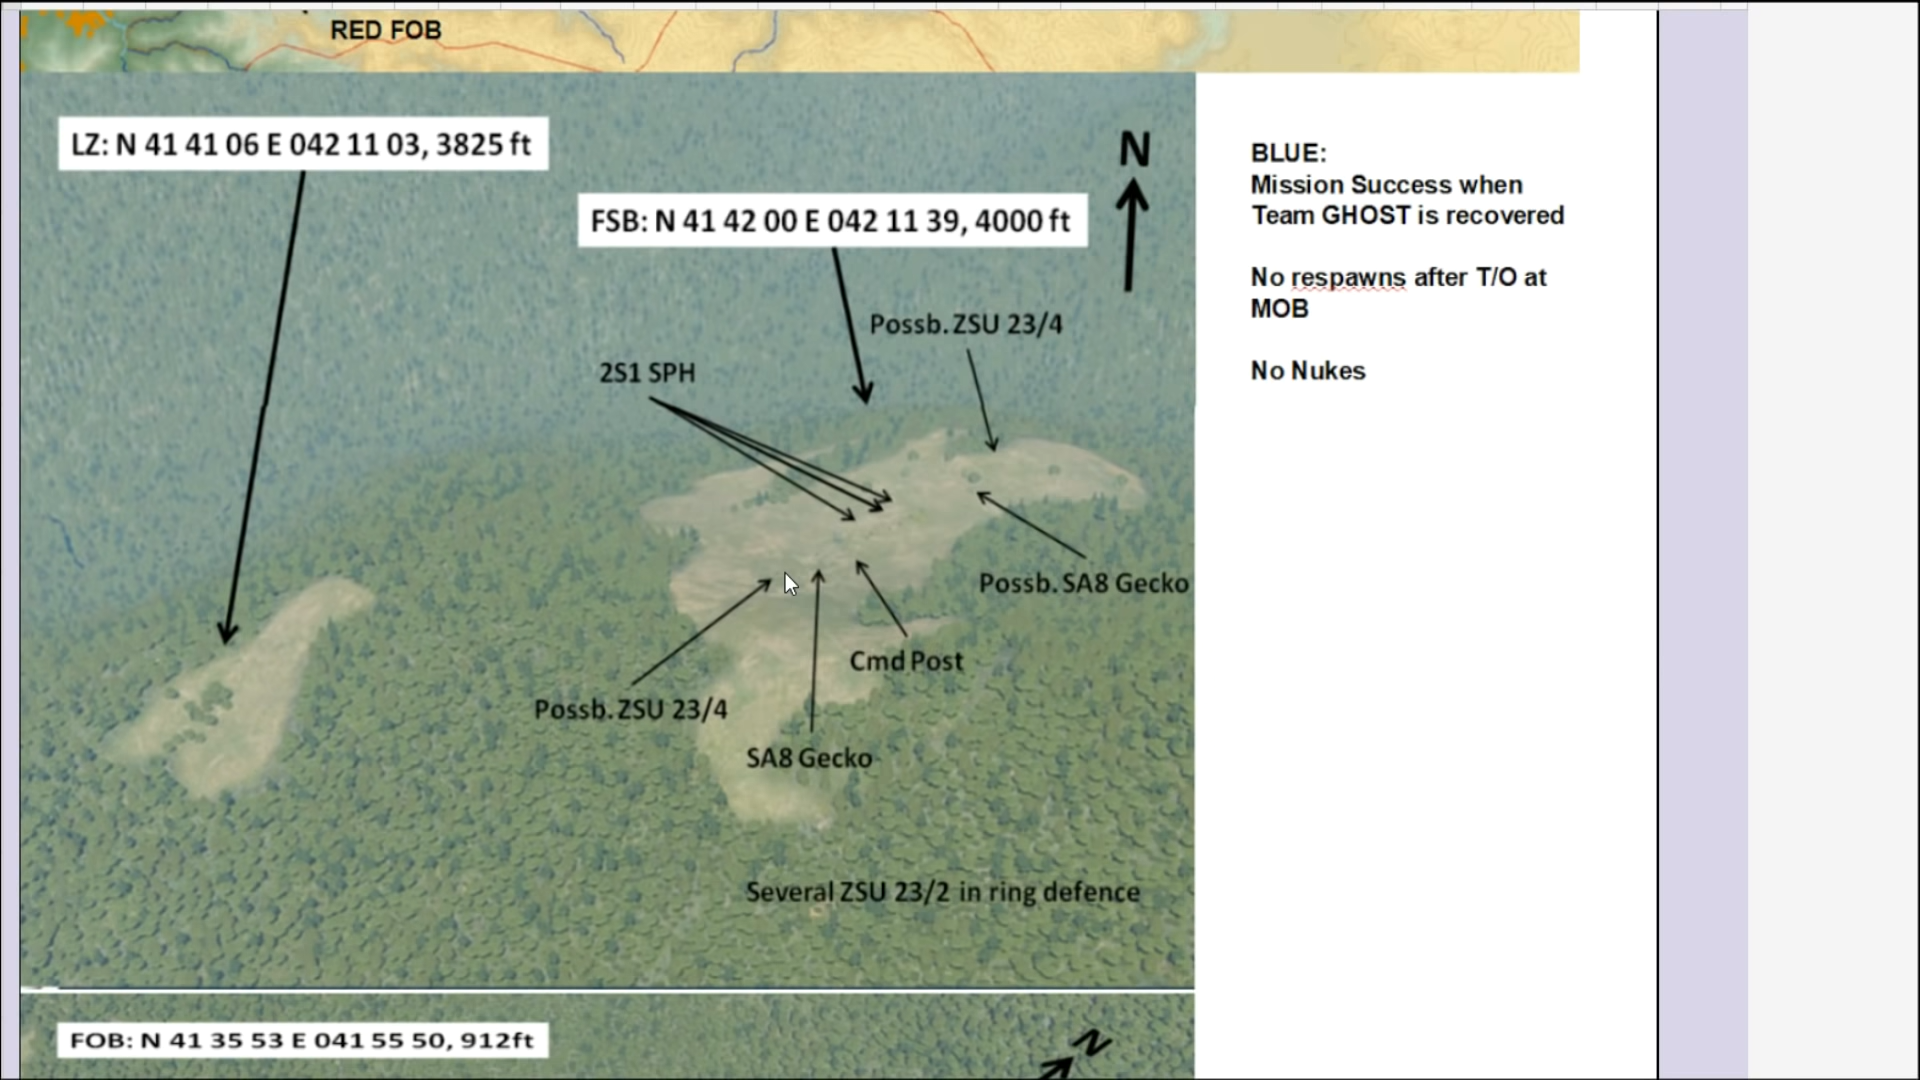 RED FOB
LZ: N 41 41 06 E 042 11 03, 3825 ft
FSB: N 41 42 00 E 042 11 39, 4000 ft
N
Possb. ZSU 23/4
2S1 SPH
Possb. SA8 Gecko
Cmd Post
Possb. ZSU 23/4
SA8 Gecko
Several ZSU 23/2 in ring defence
FOB: N 41 35 53 E 041 55 50, 912ft
N
BLUE:
Mission Success when
Team GHOST is recovered
No respawns after T/O at
MOB
No Nukes